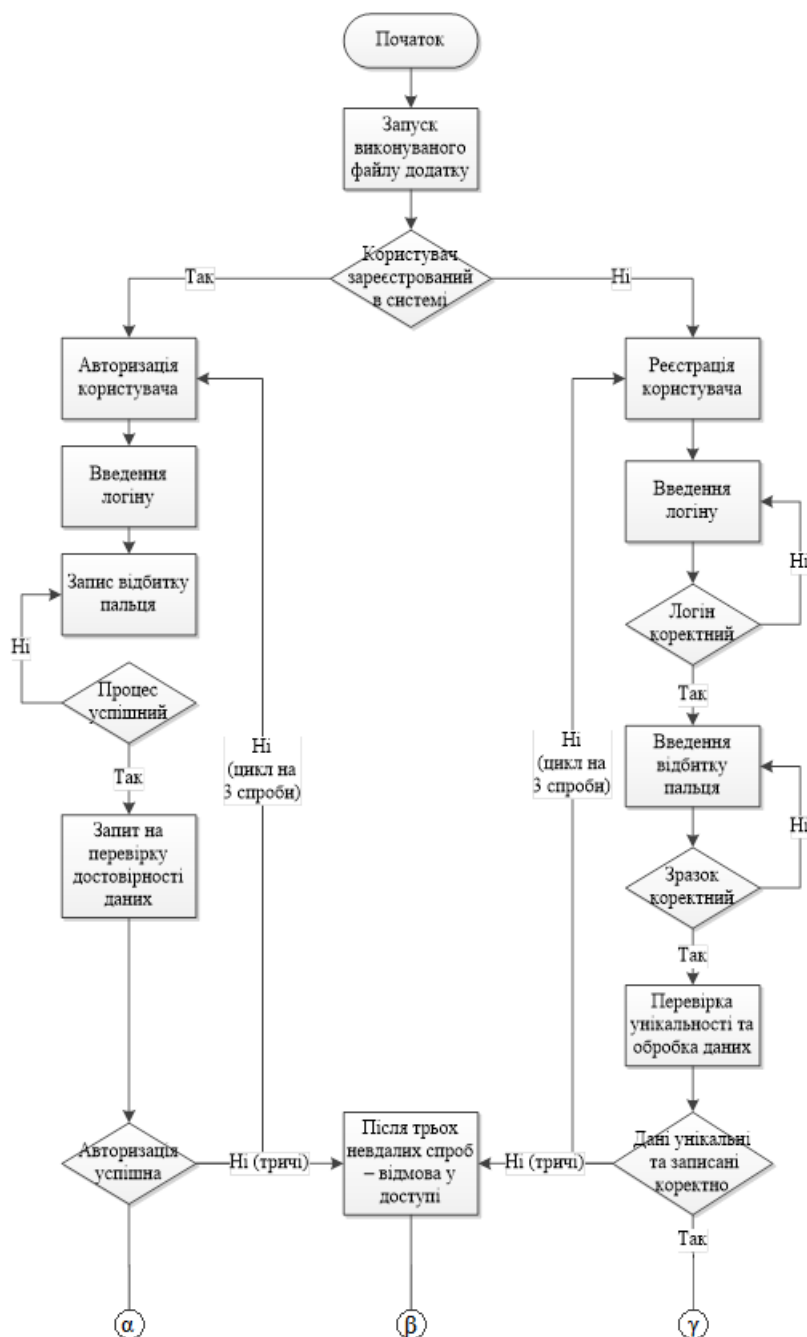 Початок
Запуск
виконуваного
файлу додатку
Користувач
зареєстрований
в системі
Так
Ні
Авторизація
користувача
Введення
логіну
Запис відбитку
пальця
Ні
Процес
успішний
Так
Запит на
перевірку
достовірності
даних
Авторизація
успішна
Ні
(цикл на
3 спроби)
Ні (тричі)
α
Після трьох
невдалих спроб
– відмова у
доступі
β
Реєстрація
користувача
Введення
логіну
Ні
Логін
коректний
Так
Введення
відбитку
пальця
Ні
Зразок
коректний
Так
Перевірка
унікальності та
обробка даних
Ні
(цикл на
3 спроби)
Дані унікальні
та записані
коректно
Ні (тричі)
Так
γ